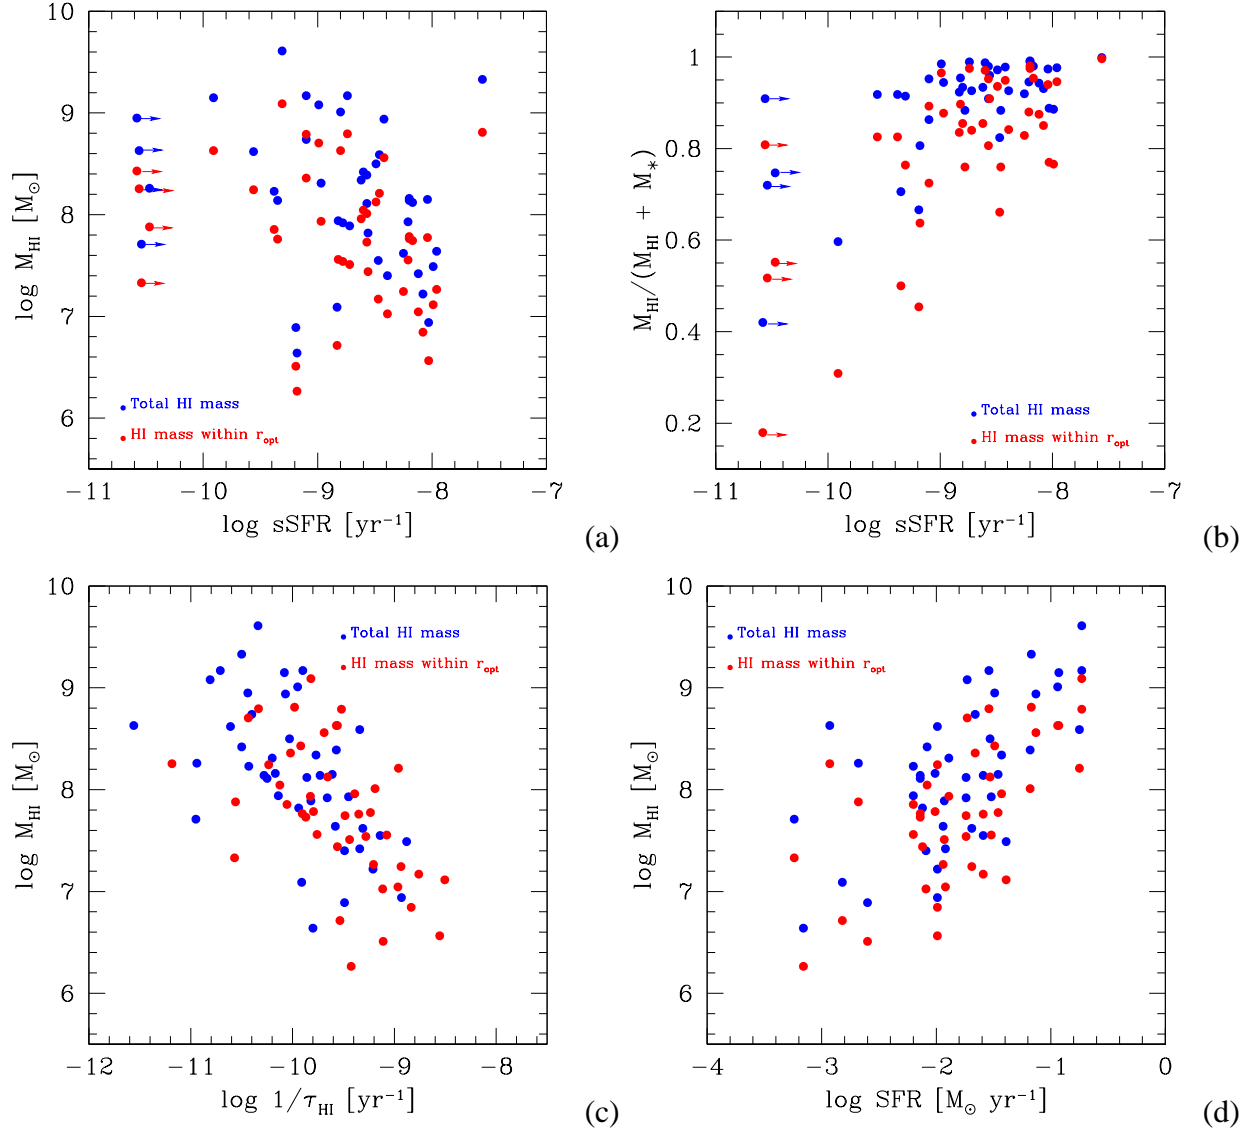 10
9
8
7
6
log M_HI [M_⊙]
Total HI mass
HI mass within r_opt
−11 −10 −9 −8 −7
log sSFR [yr⁻¹]
(a)
1
0.8
0.6
0.4
0.2
M_HI/(M_HI + M_*)
Total HI mass
HI mass within r_opt
−11 −10 −9 −8 −7
log sSFR [yr⁻¹]
(b)
10
9
8
7
6
log M_HI [M_⊙]
Total HI mass
HI mass within r_opt
−12 −11 −10 −9 −8
log 1/τ_HI [yr⁻¹]
(c)
10
9
8
7
6
log M_HI [M_⊙]
Total HI mass
HI mass within r_opt
−4 −3 −2 −1 0
log SFR [M_⊙ yr⁻¹]
(d)